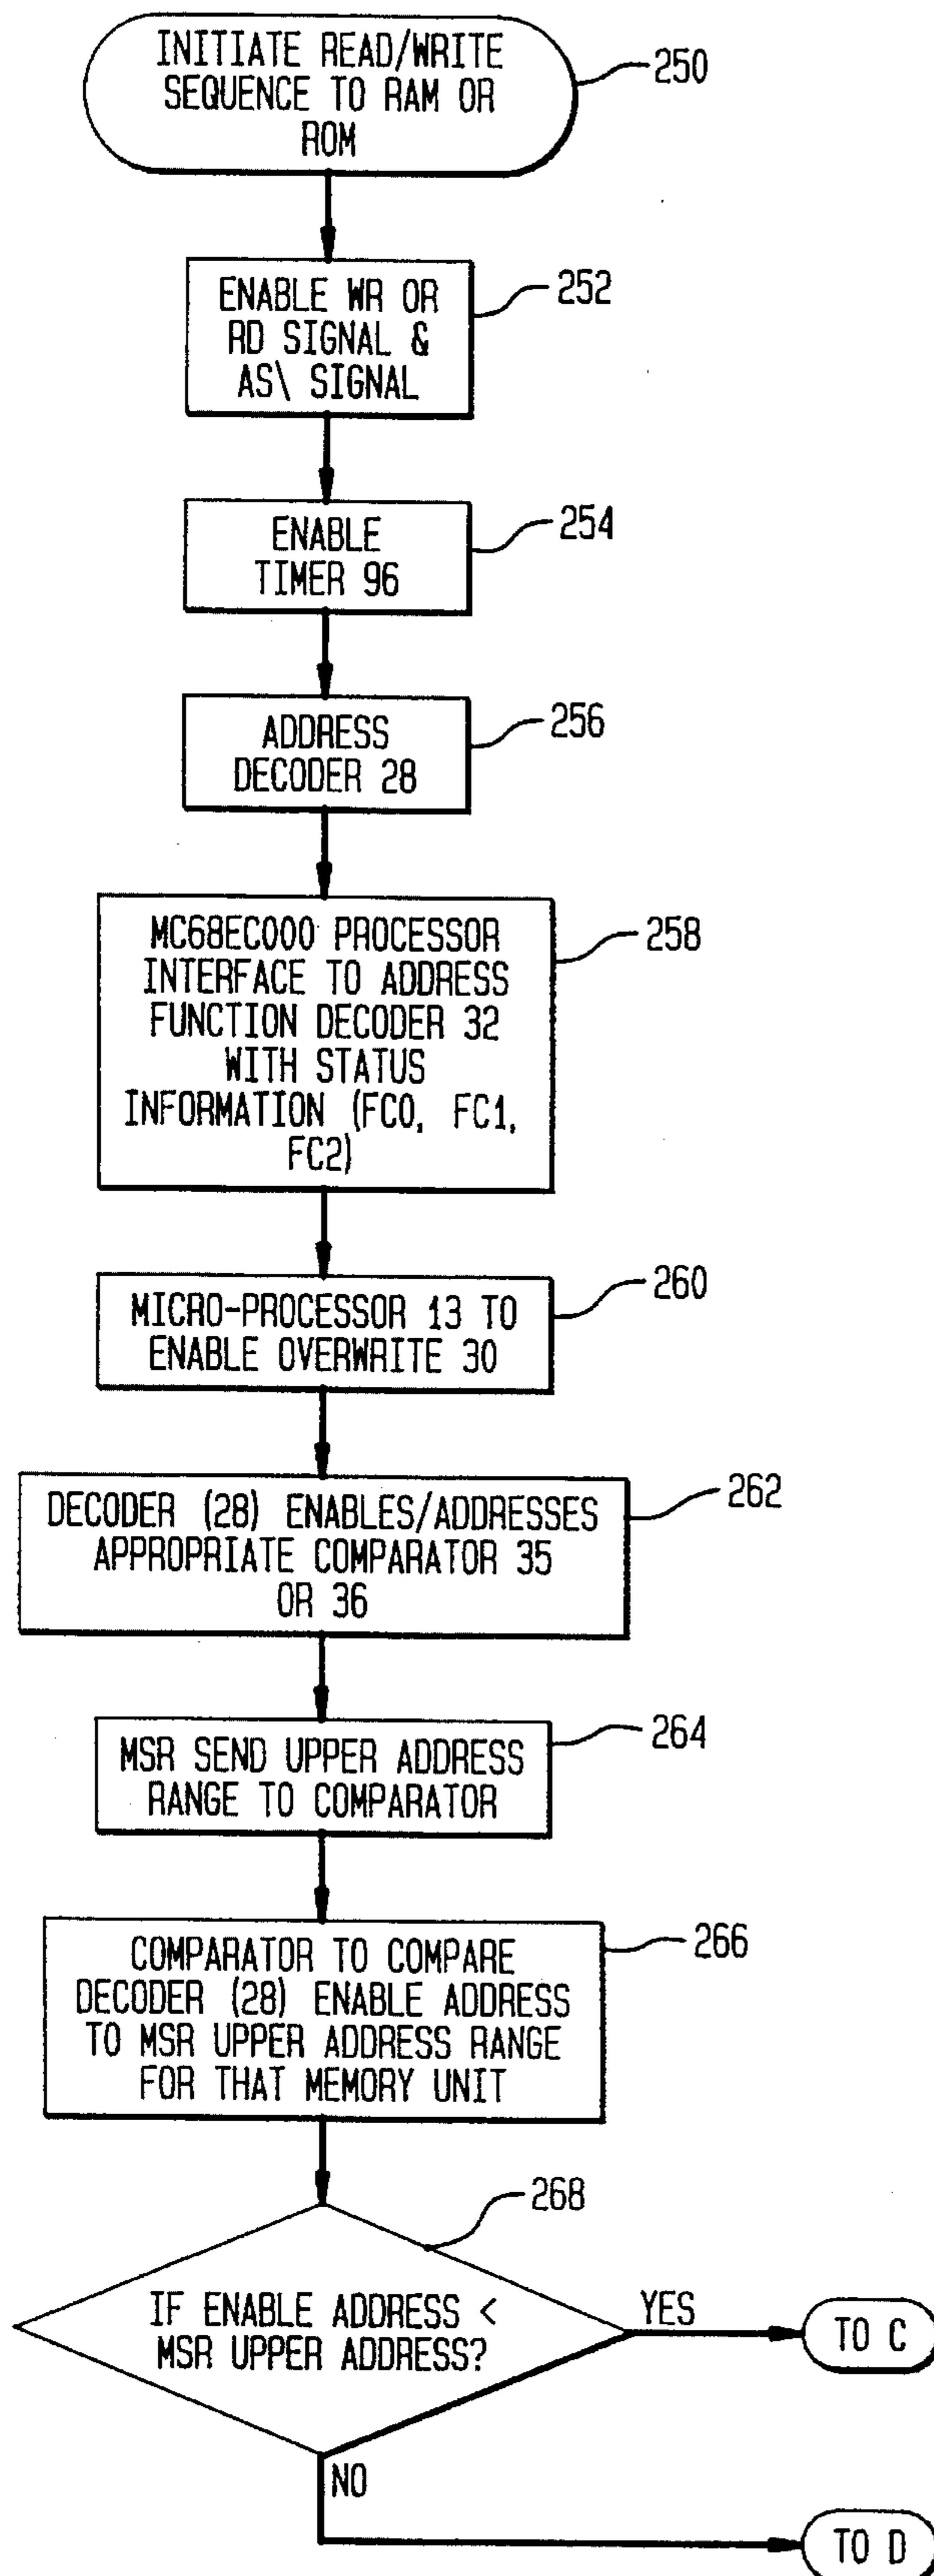 INITIATE READ/WRITE
SEQUENCE TO RAM OR
ROM
250
ENABLE WR OR
RD SIGNAL &
AS\ SIGNAL
252
ENABLE
TIMER 96
254
ADDRESS
DECODER 28
256
MC68EC000 PROCESSOR
INTERFACE TO ADDRESS
FUNCTION DECODER 32
WITH STATUS
INFORMATION (FC0, FC1,
FC2)
258
MICRO-PROCESSOR 13 TO
ENABLE OVERWRITE 30
260
DECODER (28) ENABLES/ADDRESSES
APPROPRIATE COMPARATOR 35
OR 36
262
MSR SEND UPPER ADDRESS
RANGE TO COMPARATOR
264
COMPARATOR TO COMPARE
DECODER (28) ENABLE ADDRESS
TO MSR UPPER ADDRESS RANGE
FOR THAT MEMORY UNIT
266
268
IF ENABLE ADDRESS <
MSR UPPER ADDRESS?
YES
TO C
NO
TO D